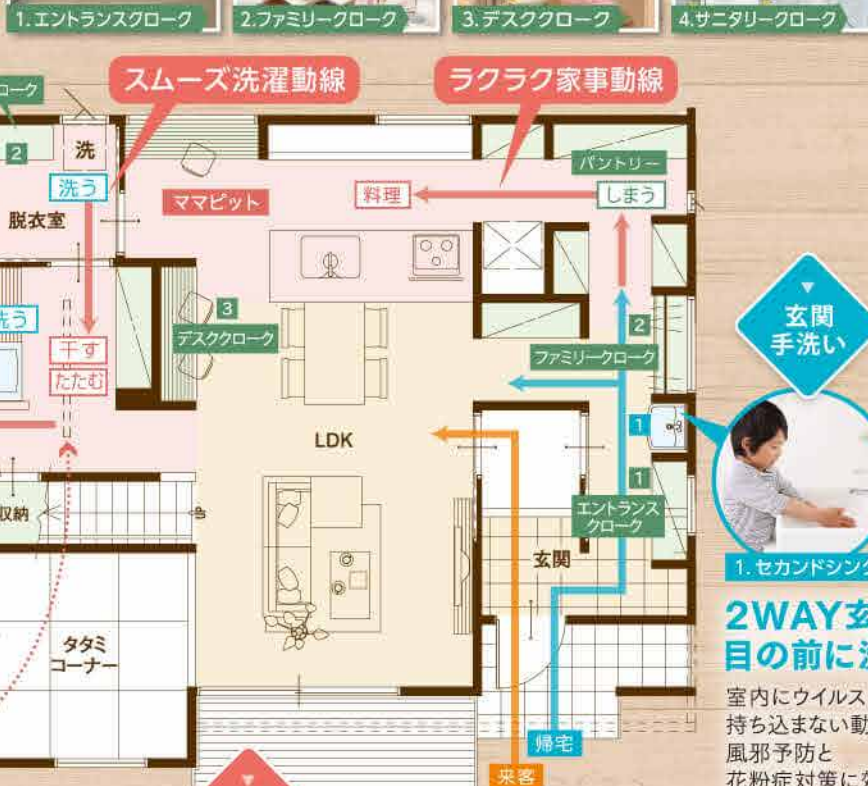 1.エントランスクローク
2.ファミリークローク
3.デスククローク
4.サニタリークローク
スムーズ洗濯動線
ラクラク家事動線
ローク
2
洗
洗う
脱衣室
ママピット
料理
しまう
パントリー
玄関
手洗い
洗う
干す
たたむ
3
デスククローク
2
ファミリークローク
1
LDK
1
エントランス
クローク
収納
玄関
1.セカンドシンク
タタミ
コーナー
2WAY玄
目の前に
室内にウイルス
持ち込まない動
風邪予防と
花粉症対策に
帰宅
来客